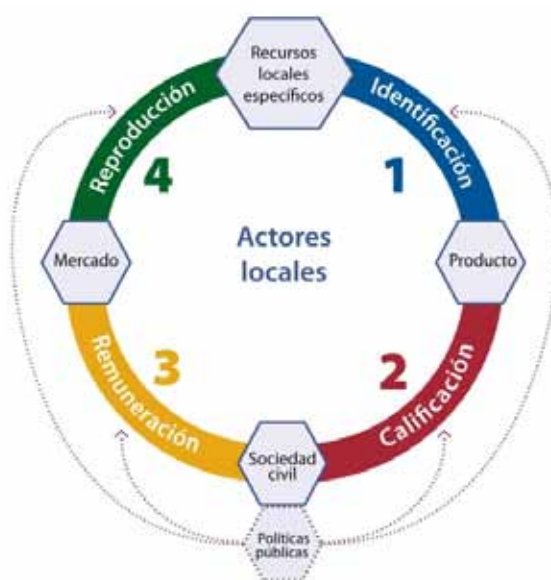 Recursos
locales
específicos
Identificación
1
Producto
Calificación
2
Sociedad
civil
Políticas
públicas
Remuneración
3
Mercado
Reproducción
4
Actores
locales